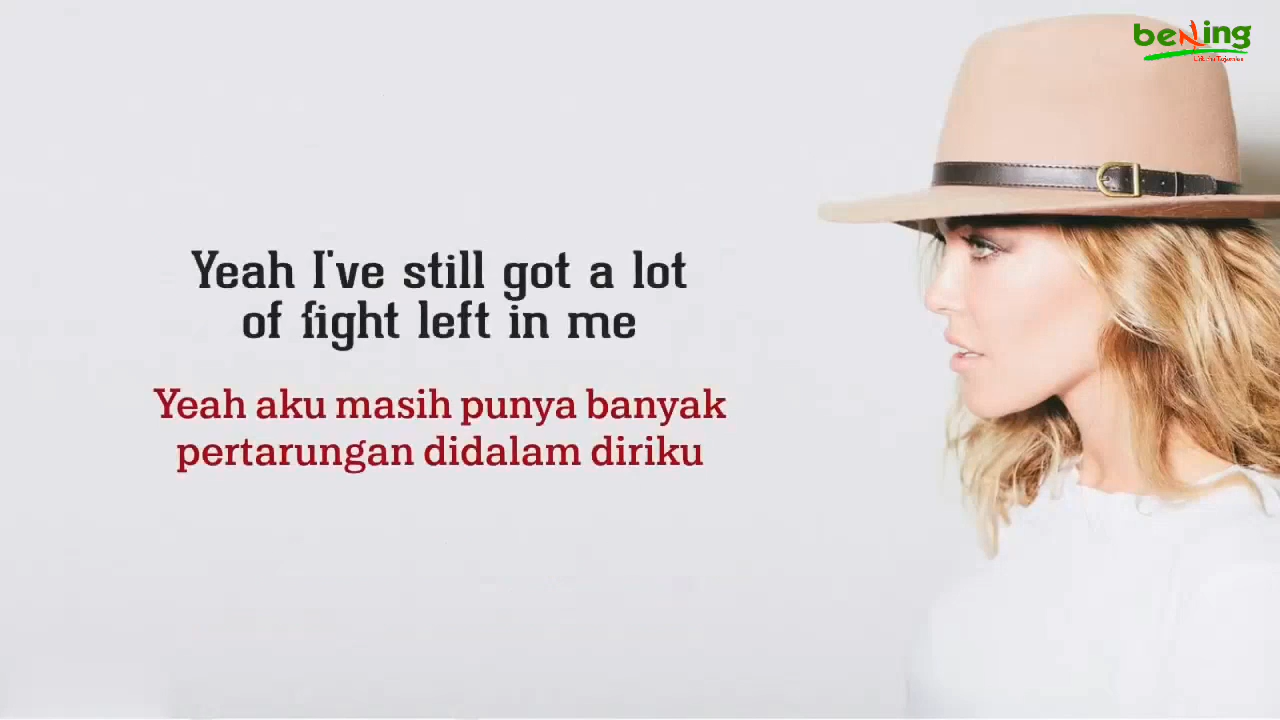 bening
Yeah I've still got a lot
of fight left in me
Yeah aku masih punya banyak
pertarungan didalam diriku